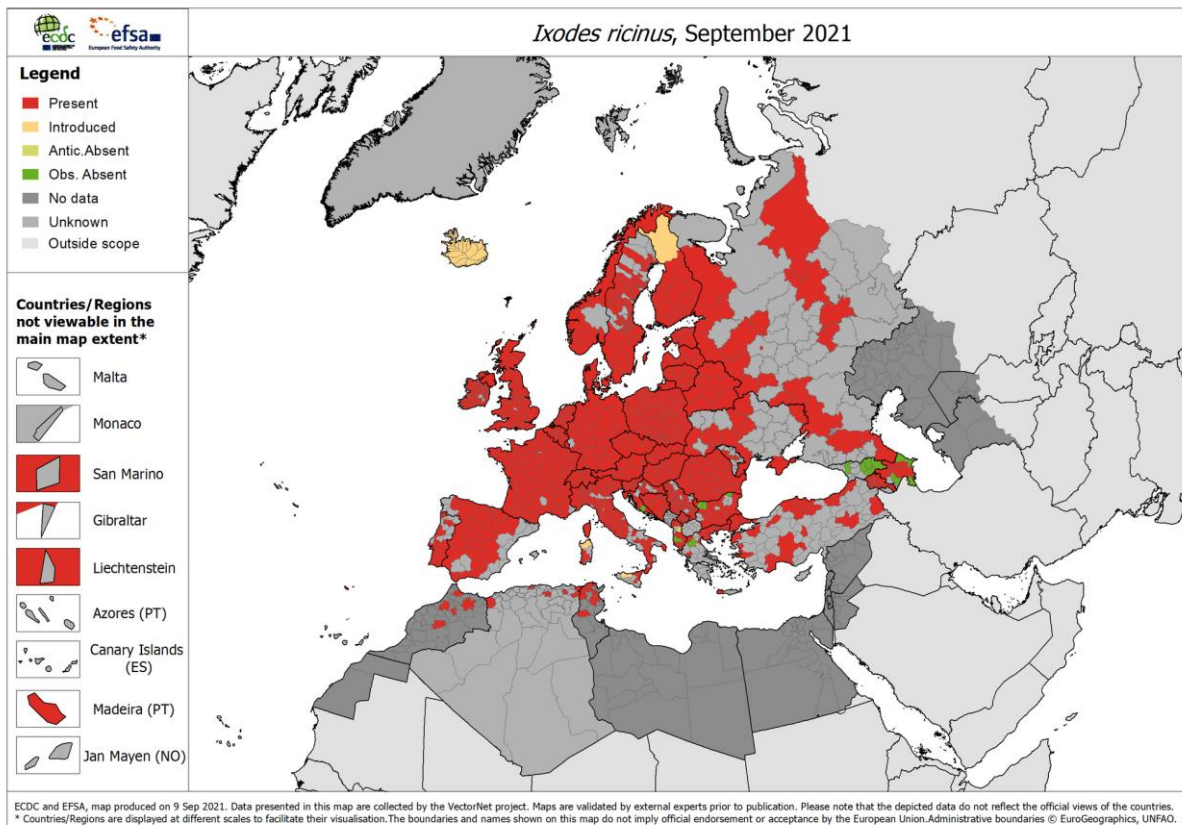 ecdc
efsa
European Food Safety Authority
Ixodes ricinus, September 2021
Legend
Present
Introduced
Antic.Absent
Obs. Absent
No data
Unknown
Outside scope
Countries/Regions
not viewable in the
main map extent*
Malta
Monaco
San Marino
Gibraltar
Liechtenstein
Azores (PT)
Canary Islands
(ES)
Madeira (PT)
Jan Mayen (NO)
ECDC and EFSA, map produced on 9 Sep 2021. Data presented in this map are collected by the VectorNet project. Maps are validated by external experts prior to publication. Please note that the depicted data do not reflect the official views of the countries.
* Countries/Regions are displayed at different scales to facilitate their visualisation.The boundaries and names shown on this map do not imply official endorsement or acceptance by the European Union.Administrative boundaries © EuroGeographics, UNFAO.